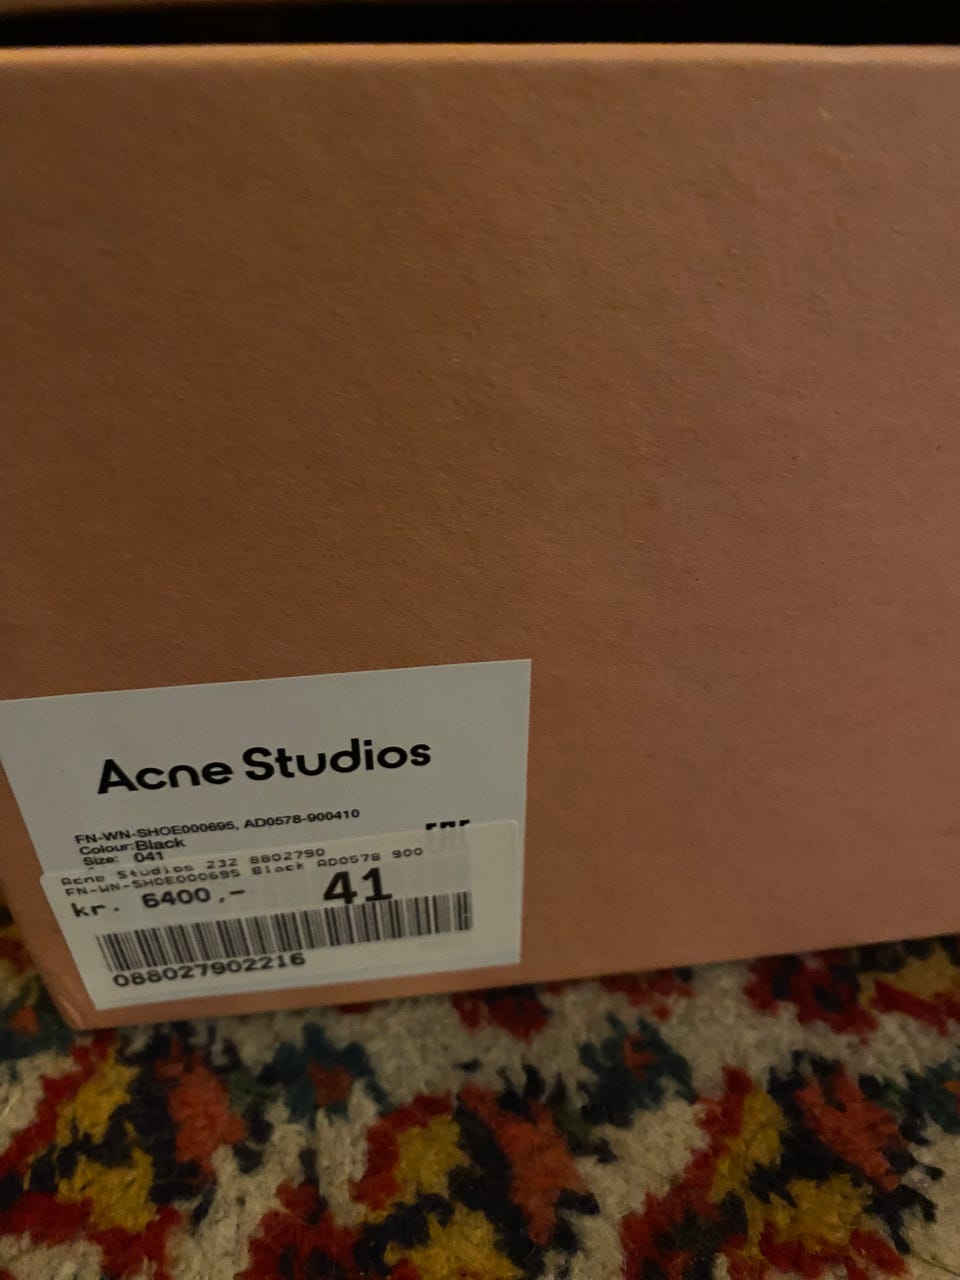 Acne Studios
FN-WN-SHOE000695, AD0578-900410
Colour:Black
Size: 041
Acne Studios 232 8802790
FN-WN-SHOE000695 Black AD0578 900
kr. 6400,- 41
088027902216